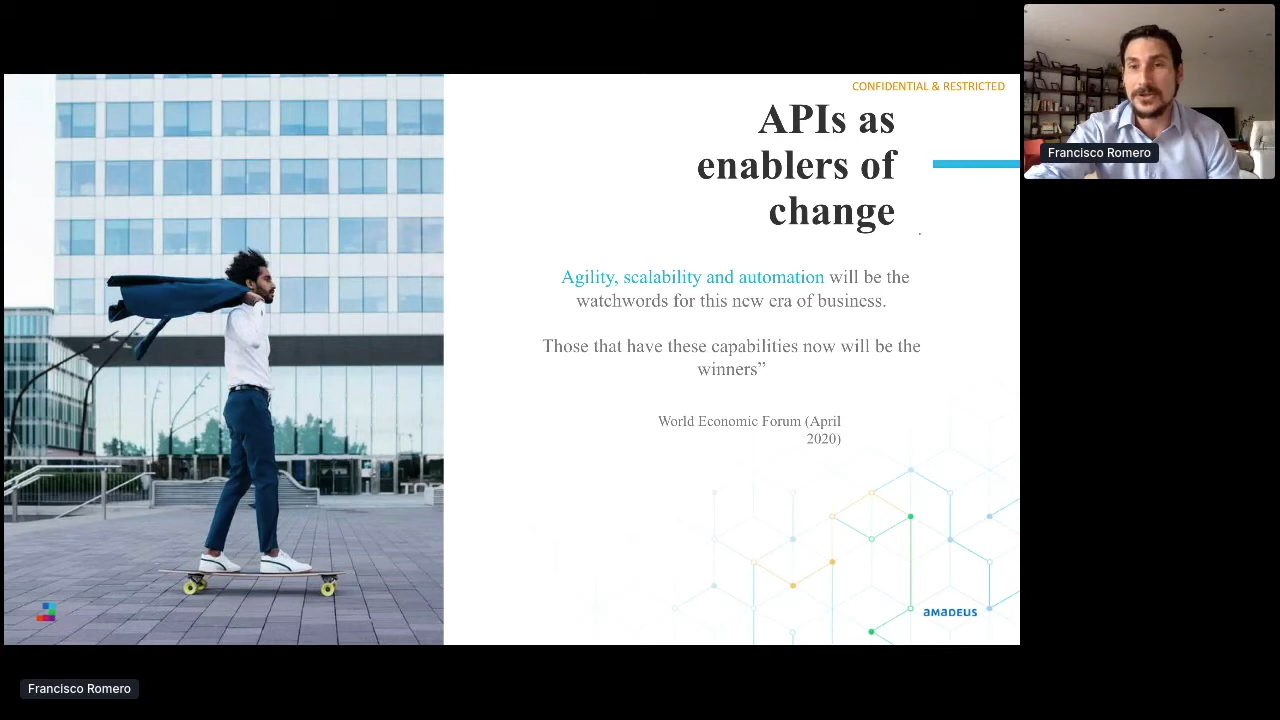 CONFIDENTIAL & RESTRICTED
APIs as
enablers of
change
Agility, scalability and automation will be the
watchwords for this new era of business.
Those that have these capabilities now will be the
winners”
World Economic Forum (April
2020)
amadeus
Francisco Romero
Francisco Romero